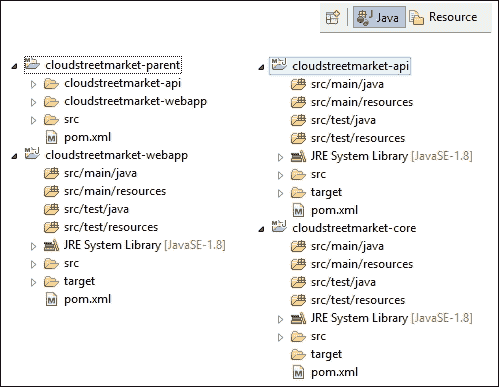 Java Resource
cloudstreetmarket-parent
cloudstreetmarket-api
cloudstreetmarket-webapp
src
pom.xml
cloudstreetmarket-webapp
src/main/java
src/main/resources
src/test/java
src/test/resources
JRE System Library [JavaSE-1.8]
src
target
pom.xml
cloudstreetmarket-api
src/main/java
src/main/resources
src/test/java
src/test/resources
JRE System Library [JavaSE-1.8]
src
target
pom.xml
cloudstreetmarket-core
src/main/java
src/main/resources
src/test/java
src/test/resources
JRE System Library [JavaSE-1.8]
src
target
pom.xml